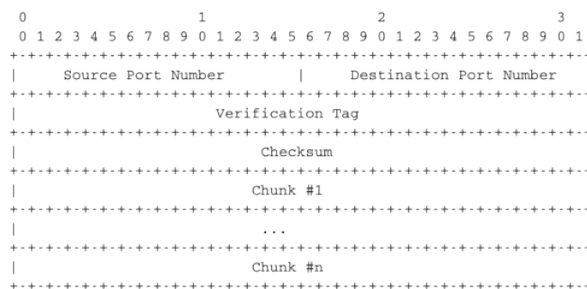 0                   1                   2                   3
0 1 2 3 4 5 6 7 8 9 0 1 2 3 4 5 6 7 8 9 0 1 2 3 4 5 6 7 8 9 0 1
+-+-+-+-+-+-+-+-+-+-+-+-+-+-+-+-+-+-+-+-+-+-+-+-+-+-+-+-+-+-+-+-
|     Source Port Number        |     Destination Port Number
+-+-+-+-+-+-+-+-+-+-+-+-+-+-+-+-+-+-+-+-+-+-+-+-+-+-+-+-+-+-+-+-
|                      Verification Tag
+-+-+-+-+-+-+-+-+-+-+-+-+-+-+-+-+-+-+-+-+-+-+-+-+-+-+-+-+-+-+-+-
|                           Checksum
+-+-+-+-+-+-+-+-+-+-+-+-+-+-+-+-+-+-+-+-+-+-+-+-+-+-+-+-+-+-+-+-
|                          Chunk #1
+-+-+-+-+-+-+-+-+-+-+-+-+-+-+-+-+-+-+-+-+-+-+-+-+-+-+-+-+-+-+-+-
|                           ...
+-+-+-+-+-+-+-+-+-+-+-+-+-+-+-+-+-+-+-+-+-+-+-+-+-+-+-+-+-+-+-+-
|                          Chunk #n
+-+-+-+-+-+-+-+-+-+-+-+-+-+-+-+-+-+-+-+-+-+-+-+-+-+-+-+-+-+-+-+-